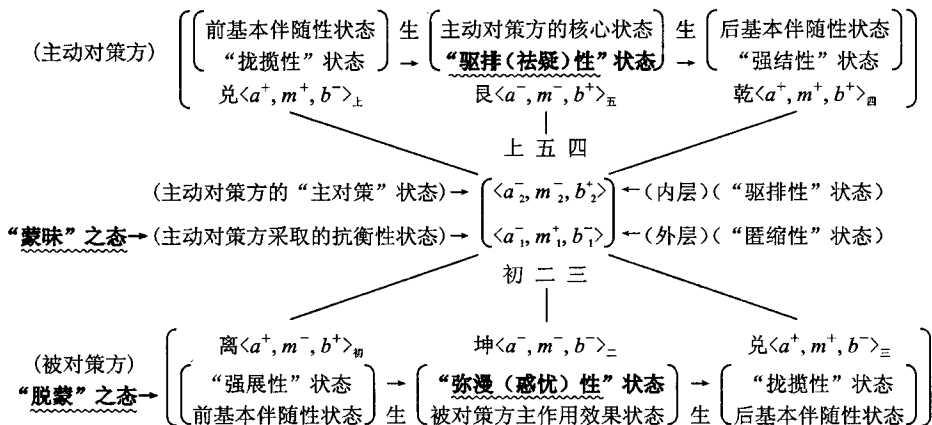 (主动对策方) 前基本伴随性状态 生 主动对策方的核心状态 生 后基本伴随性状态
“拢揽性”状态 → “驱排(祛疑)性”状态 → “强结性”状态
兑<a⁺, m⁺, b⁻>上 艮<a⁻, m⁻, b⁺>五 乾<a⁺, m⁺, b⁺>四
上 五 四
(主动对策方的“主对策”状态)→ <a₂⁻, m₂⁻, b₂⁺> ←(内层)(“驱排性”状态)
“蒙昧”之态→(主动对策方采取的抗衡性状态)→ <a₁⁻, m₁⁺, b₁⁻> ←(外层)(“匿缩性”状态)
初 二 三
离<a⁺, m⁻, b⁺>初 坤<a⁻, m⁻, b⁻>二 兑<a⁺, m⁺, b⁻>三
(被对策方)
“脱蒙”之态→ “强展性”状态 → “弥漫(惑忧)性”状态 → “拢揽性”状态
前基本伴随性状态 生 被对策方主作用效果状态 生 后基本伴随性状态